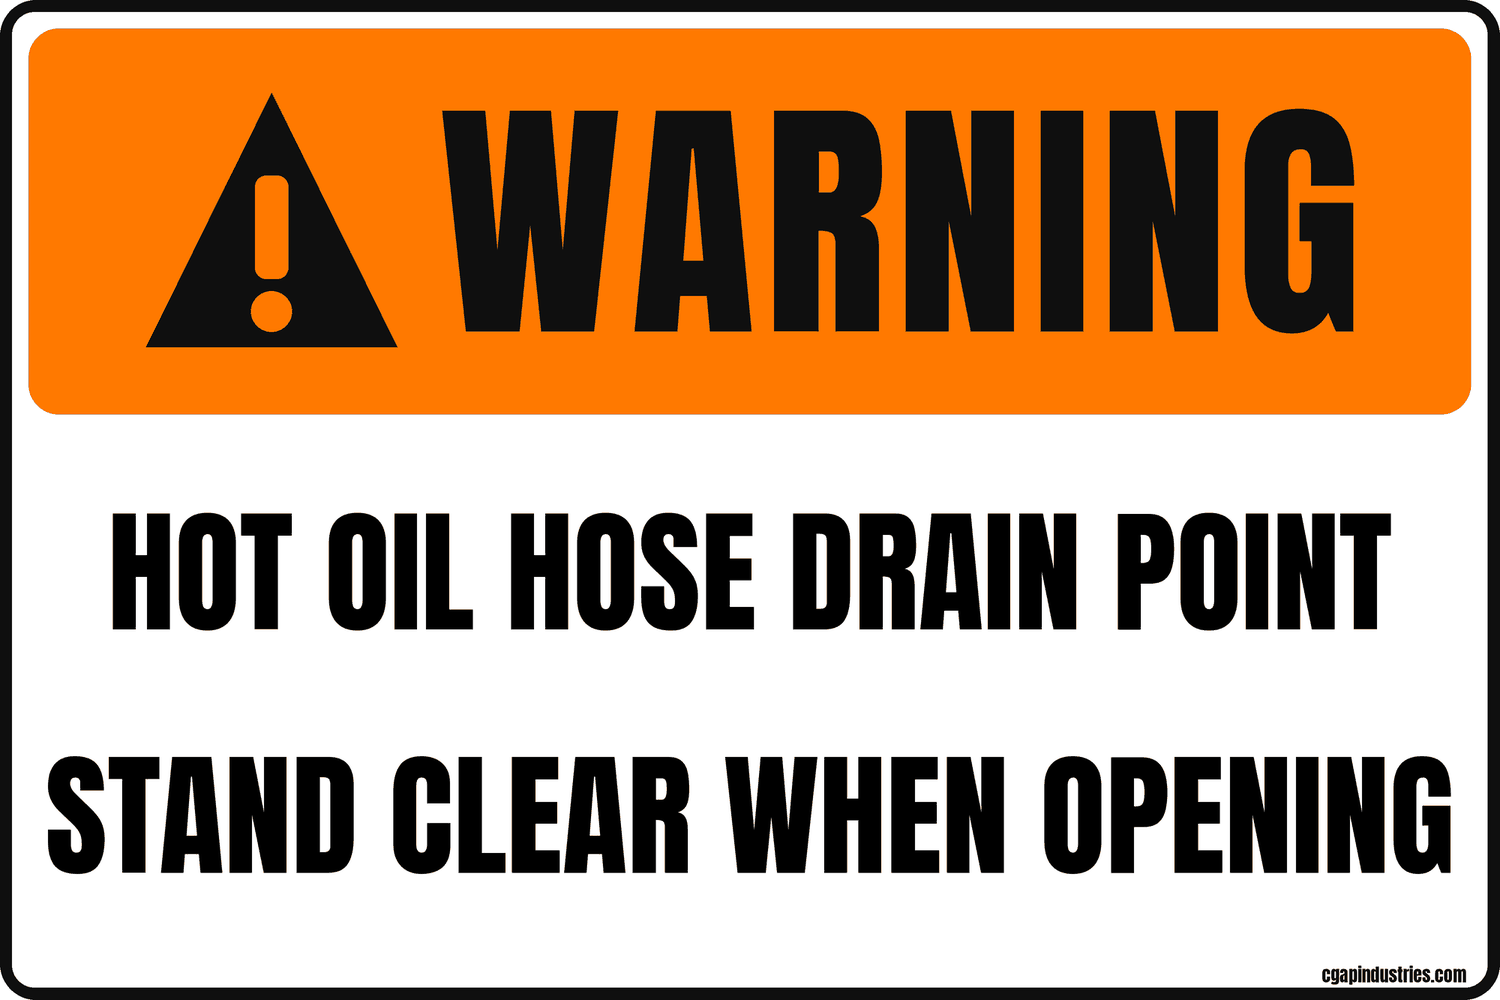 WARNING
HOT OIL HOSE DRAIN POINT
STAND CLEAR WHEN OPENING
cgapindustries.com